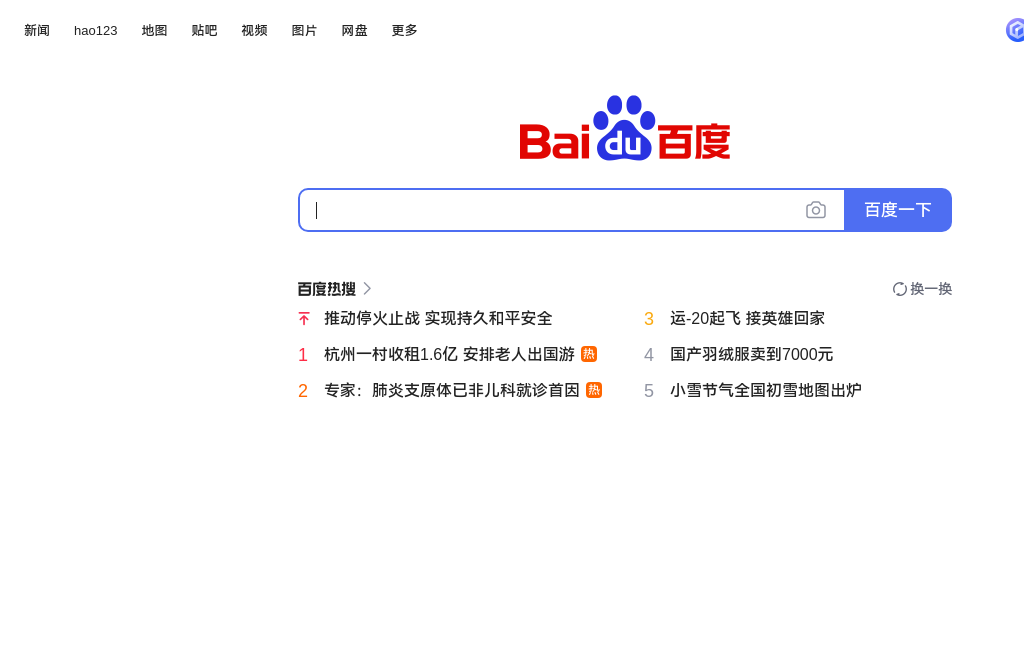 新闻 hao123 地图 贴吧 视频 图片 网盘 更多
Bai du 百度
百度一下
百度热搜 换一换
推动停火止战 实现持久和平安全
1 杭州一村收租1.6亿 安排老人出国游 热
2 专家：肺炎支原体已非儿科就诊首因 热
3 运-20起飞 接英雄回家
4 国产羽绒服卖到7000元
5 小雪节气全国初雪地图出炉